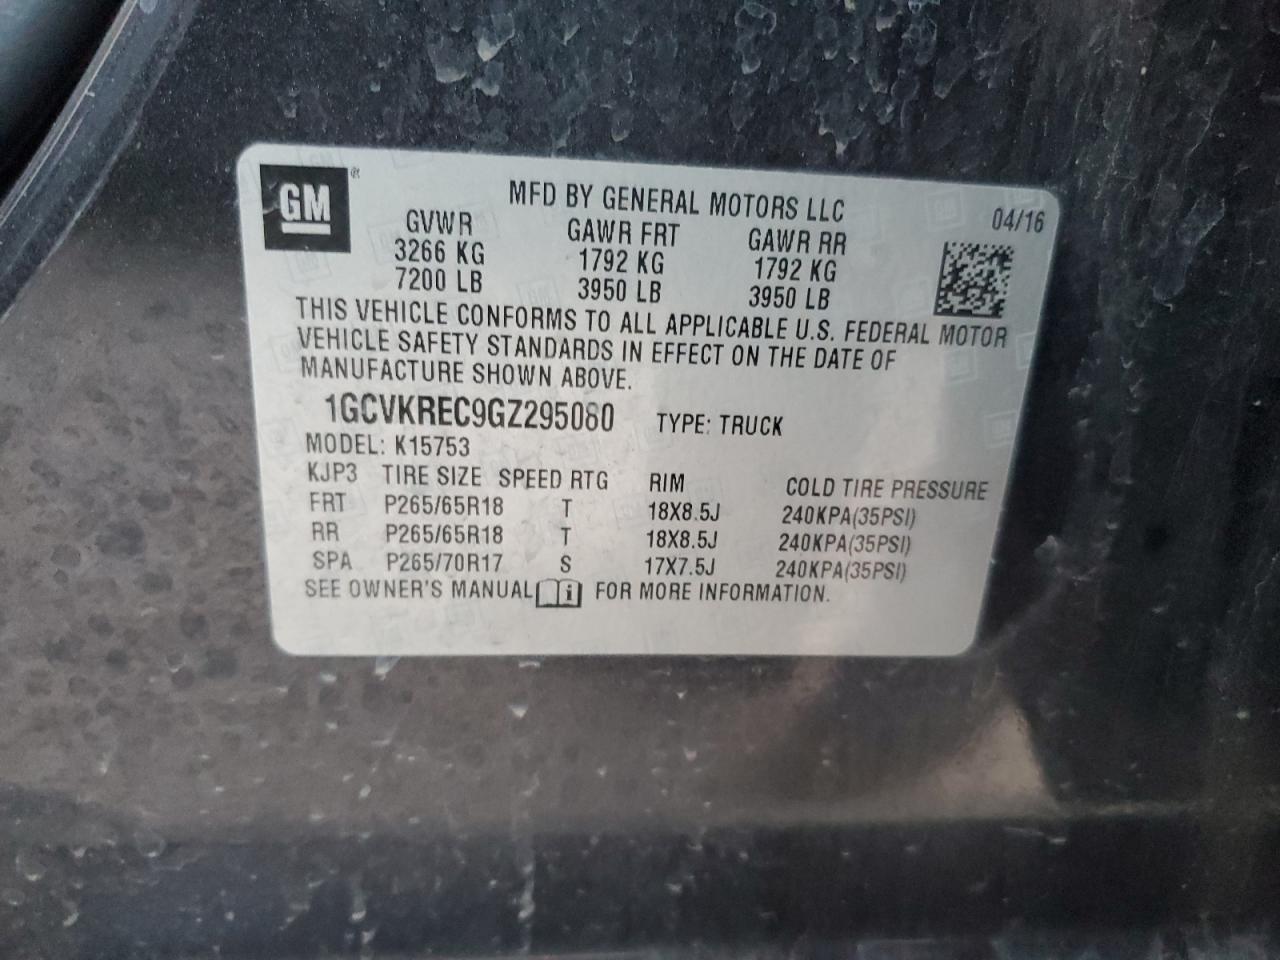 GM
MFD BY GENERAL MOTORS LLC 04/16
GVWR GAWR FRT GAWR RR
3266 KG 1792 KG 1792 KG
7200 LB 3950 LB 3950 LB
THIS VEHICLE CONFORMS TO ALL APPLICABLE U.S. FEDERAL MOTOR
VEHICLE SAFETY STANDARDS IN EFFECT ON THE DATE OF
MANUFACTURE SHOWN ABOVE.
1GCVKREC9GZ295080 TYPE: TRUCK
MODEL: K15753
KJP3 TIRE SIZE SPEED RTG RIM COLD TIRE PRESSURE
FRT P265/65R18 T 18X8.5J 240KPA(35PSI)
RR P265/65R18 T 18X8.5J 240KPA(35PSI)
SPA P265/70R17 S 17X7.5J 240KPA(35PSI)
SEE OWNER'S MANUAL i FOR MORE INFORMATION.